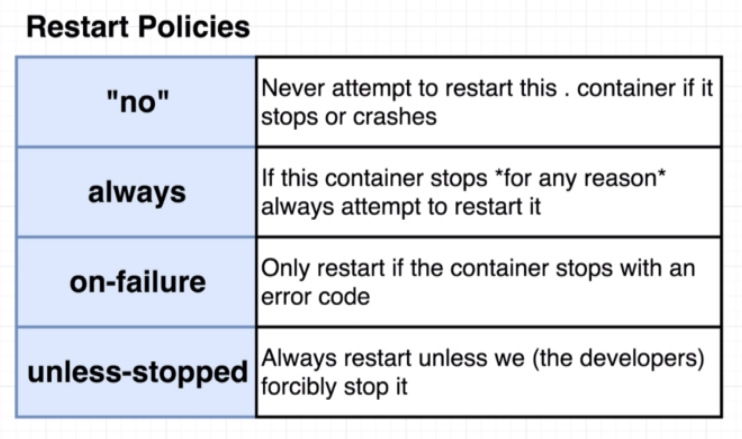 Restart Policies
"no"
Never attempt to restart this . container if it
stops or crashes
always
If this container stops *for any reason*
always attempt to restart it
on-failure
Only restart if the container stops with an
error code
unless-stopped
Always restart unless we (the developers)
forcibly stop it